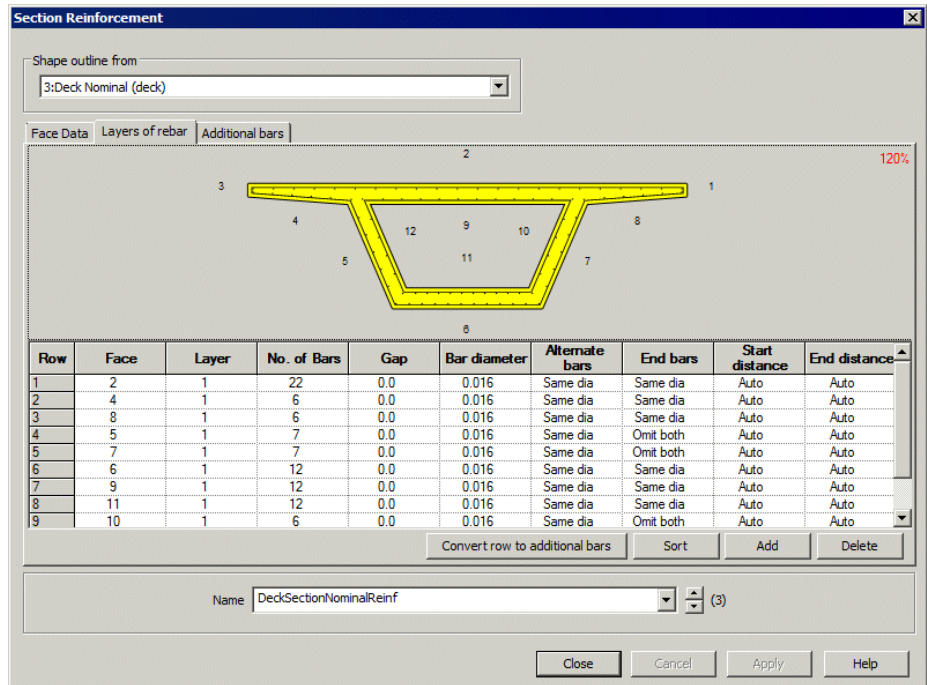 Section Reinforcement
Shape outline from
3:Deck Nominal (deck)
Face Data Layers of rebar Additional bars
2
120%
3 1
4 12 9 10 8
5 11 7
6
Row Face Layer No. of Bars Gap Bar diameter Alternate bars End bars Start distance End distance
1 2 1 22 0.0 0.016 Same dia Same dia Auto Auto
2 4 1 6 0.0 0.016 Same dia Same dia Auto Auto
3 8 1 6 0.0 0.016 Same dia Same dia Auto Auto
4 5 1 7 0.0 0.016 Same dia Omit both Auto Auto
5 7 1 7 0.0 0.016 Same dia Omit both Auto Auto
6 6 1 12 0.0 0.016 Same dia Same dia Auto Auto
7 9 1 12 0.0 0.016 Same dia Same dia Auto Auto
8 11 1 12 0.0 0.016 Same dia Same dia Auto Auto
9 10 1 6 0.0 0.016 Same dia Omit both Auto Auto
Convert row to additional bars Sort Add Delete
Name DeckSectionNominalReinf (3)
Close Cancel Apply Help